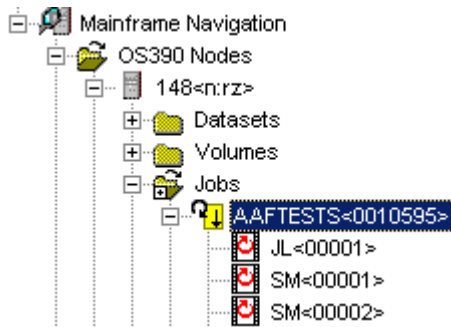 Mainframe Navigation
OS390 Nodes
148<n:rz>
Datasets
Volumes
Jobs
AAFTESTS<0010595>
JL<00001>
SM<00001>
SM<00002>